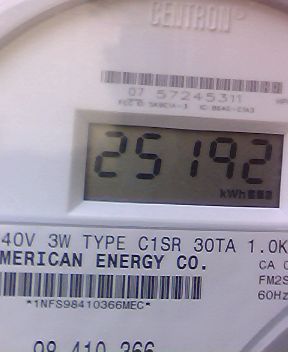 CENTRON®
07 57245311
25192
kWh
40V 3W TYPE C1SR 30TA 1.0K
MERICAN ENERGY CO.
CA 0
FM2S
60Hz
*1NFS98410366MEC*
98 410 366